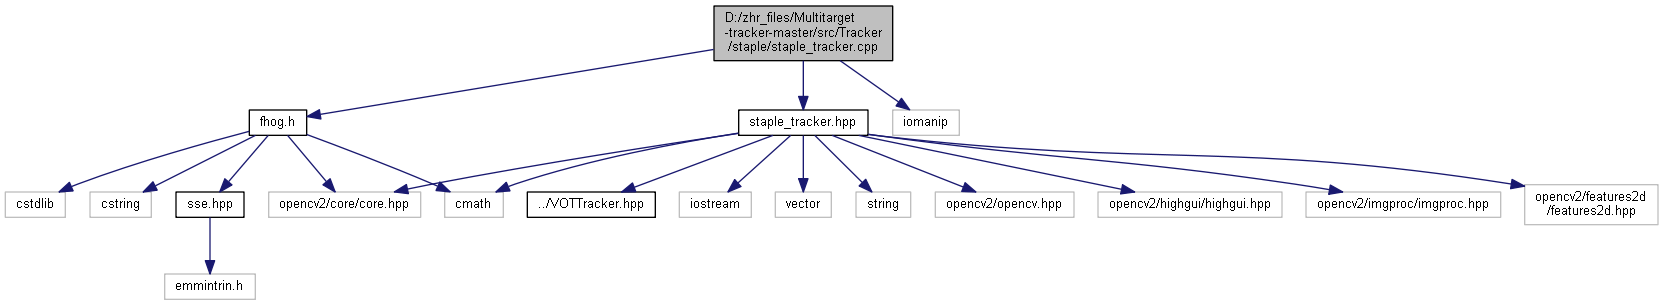 D:/zhr_files/Multitarget
-tracker-master/src/Tracker
/staple/staple_tracker.cpp
fhog.h
staple_tracker.hpp
iomanip
cstdlib
cstring
sse.hpp
opencv2/core/core.hpp
cmath
../VOTTracker.hpp
iostream
vector
string
opencv2/opencv.hpp
opencv2/highgui/highgui.hpp
opencv2/imgproc/imgproc.hpp
opencv2/features2d
/features2d.hpp
emmintrin.h